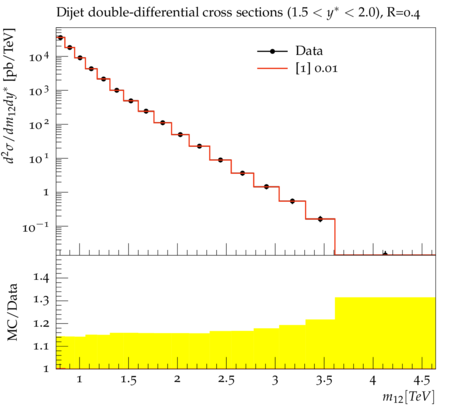 Dijet double-differential cross sections (1.5 < y* < 2.0), R=0.4
d²σ/dm₁₂dy* [pb/TeV]
Data
[1] 0.01
10⁴
10³
10²
10¹
1
10⁻¹
MC/Data
1.4
1.3
1.2
1.1
1
1 1.5 2 2.5 3 3.5 4 4.5
m₁₂[TeV]